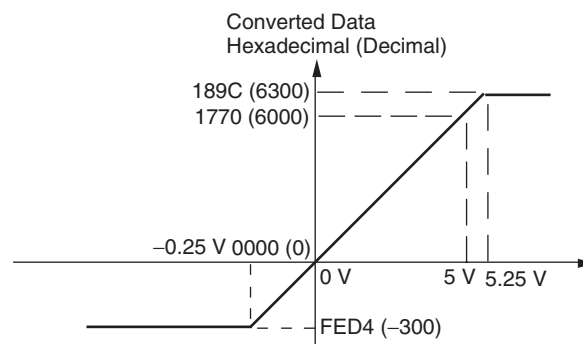 Converted Data
Hexadecimal (Decimal)
189C (6300)
1770 (6000)
−0.25 V 0000 (0)
0 V
5 V
5.25 V
FED4 (−300)